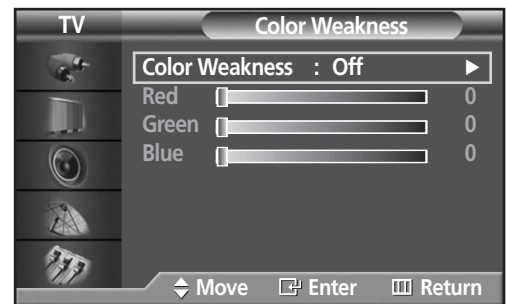 TV Color Weakness
Color Weakness : Off
Red 0
Green 0
Blue 0
Move Enter Return